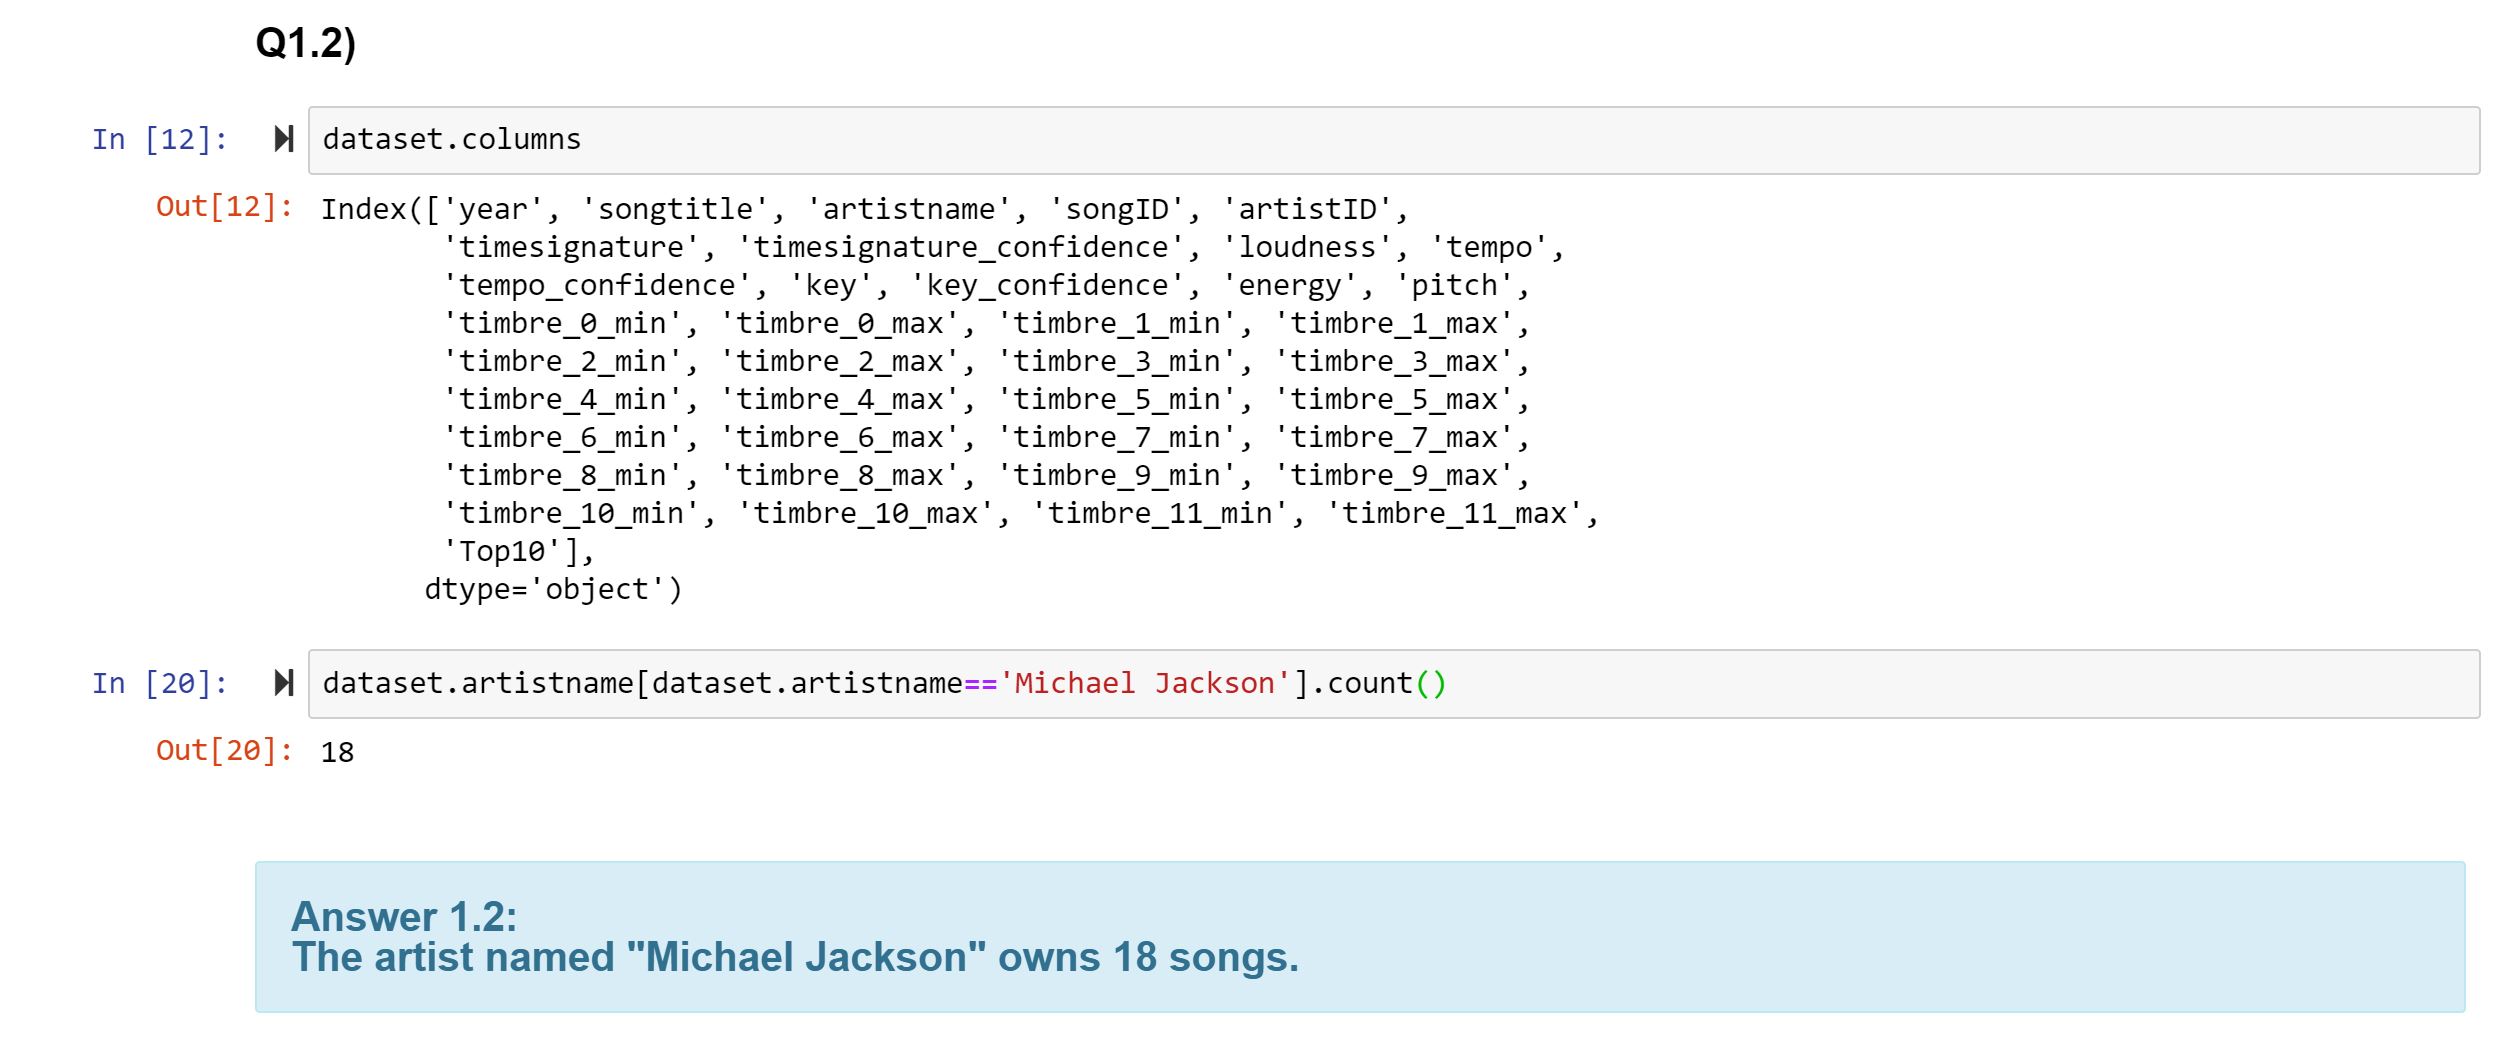 Q1.2)
In [12]: dataset.columns
Out[12]: Index(['year', 'songtitle', 'artistname', 'songID', 'artistID',
'timesignature', 'timesignature_confidence', 'loudness', 'tempo',
'tempo_confidence', 'key', 'key_confidence', 'energy', 'pitch',
'timbre_0_min', 'timbre_0_max', 'timbre_1_min', 'timbre_1_max',
'timbre_2_min', 'timbre_2_max', 'timbre_3_min', 'timbre_3_max',
'timbre_4_min', 'timbre_4_max', 'timbre_5_min', 'timbre_5_max',
'timbre_6_min', 'timbre_6_max', 'timbre_7_min', 'timbre_7_max',
'timbre_8_min', 'timbre_8_max', 'timbre_9_min', 'timbre_9_max',
'timbre_10_min', 'timbre_10_max', 'timbre_11_min', 'timbre_11_max',
'Top10'],
dtype='object')
In [20]: dataset.artistname[dataset.artistname=='Michael Jackson'].count()
Out[20]: 18
Answer 1.2:
The artist named "Michael Jackson" owns 18 songs.